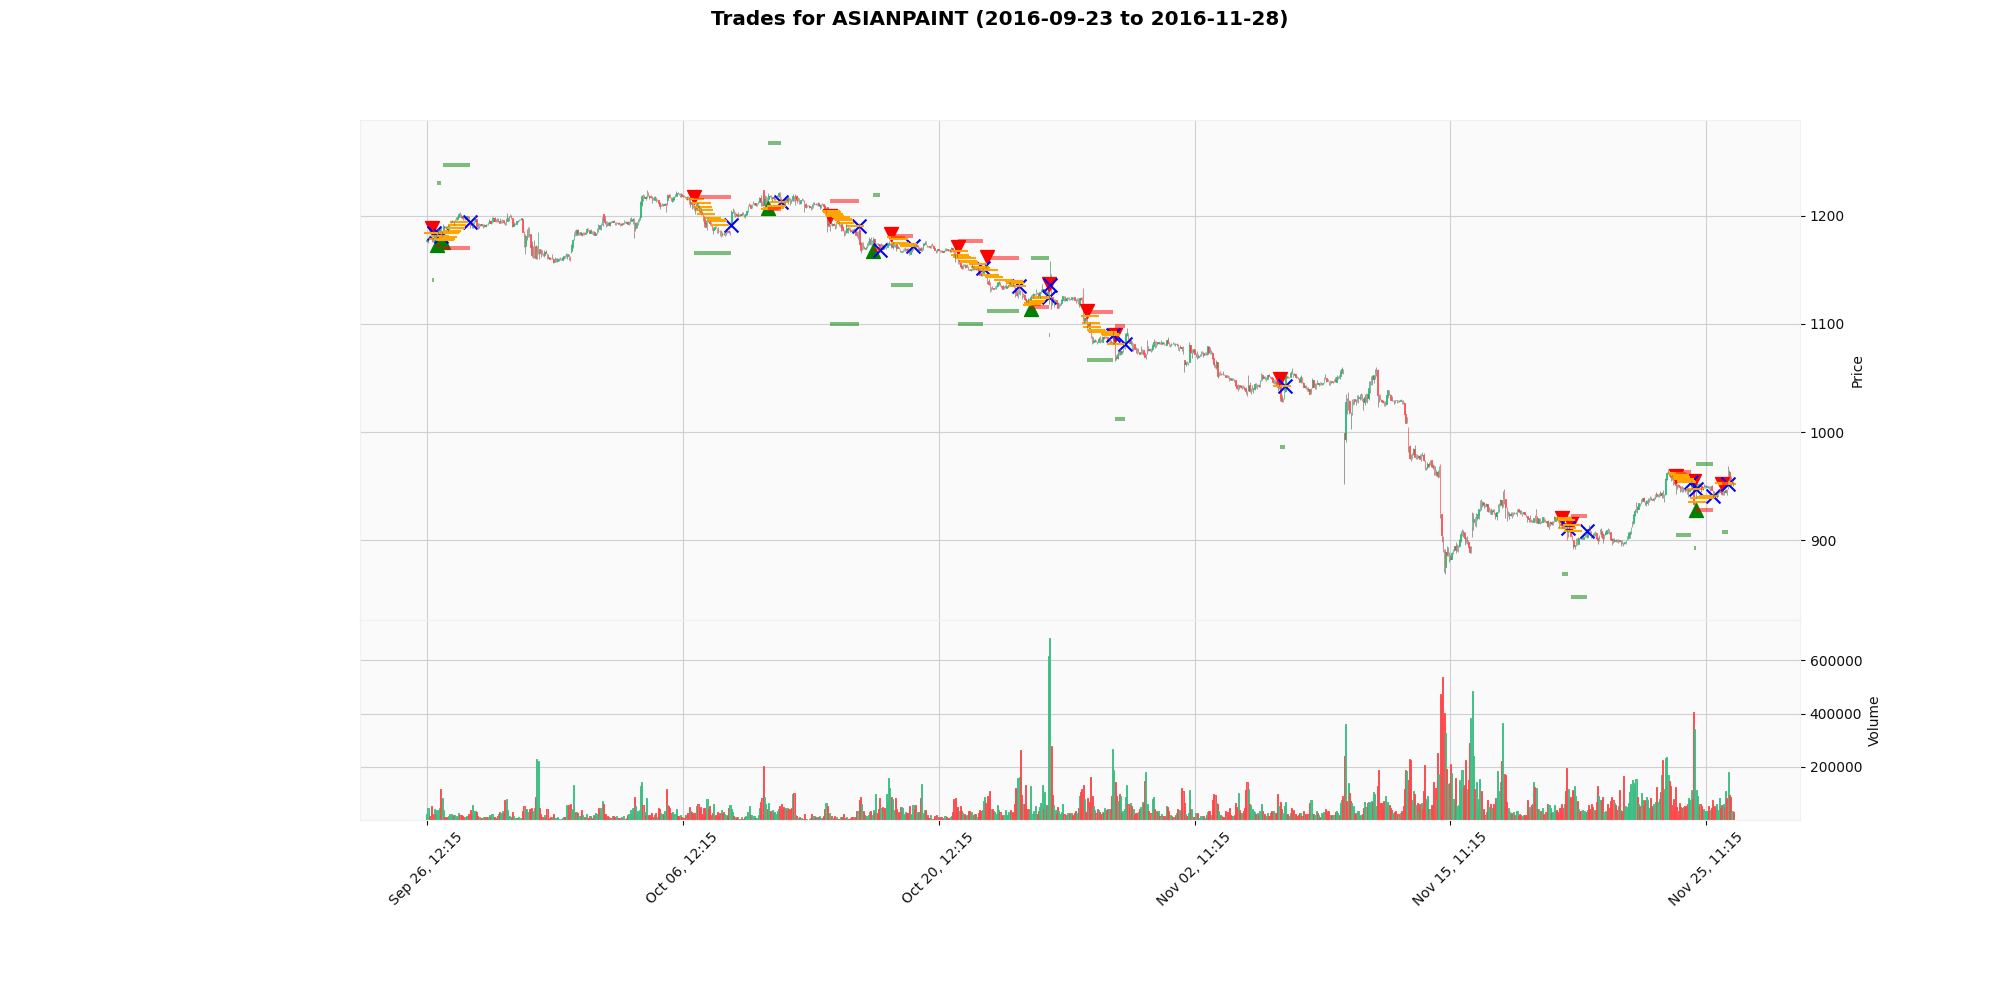 Trades for ASIANPAINT (2016-09-23 to 2016-11-28)
1200
1100
1000
900
Price
600000
400000
200000
Volume
Sep 26, 12:15
Oct 06, 12:15
Oct 20, 12:15
Nov 02, 11:15
Nov 15, 11:15
Nov 25, 11:15